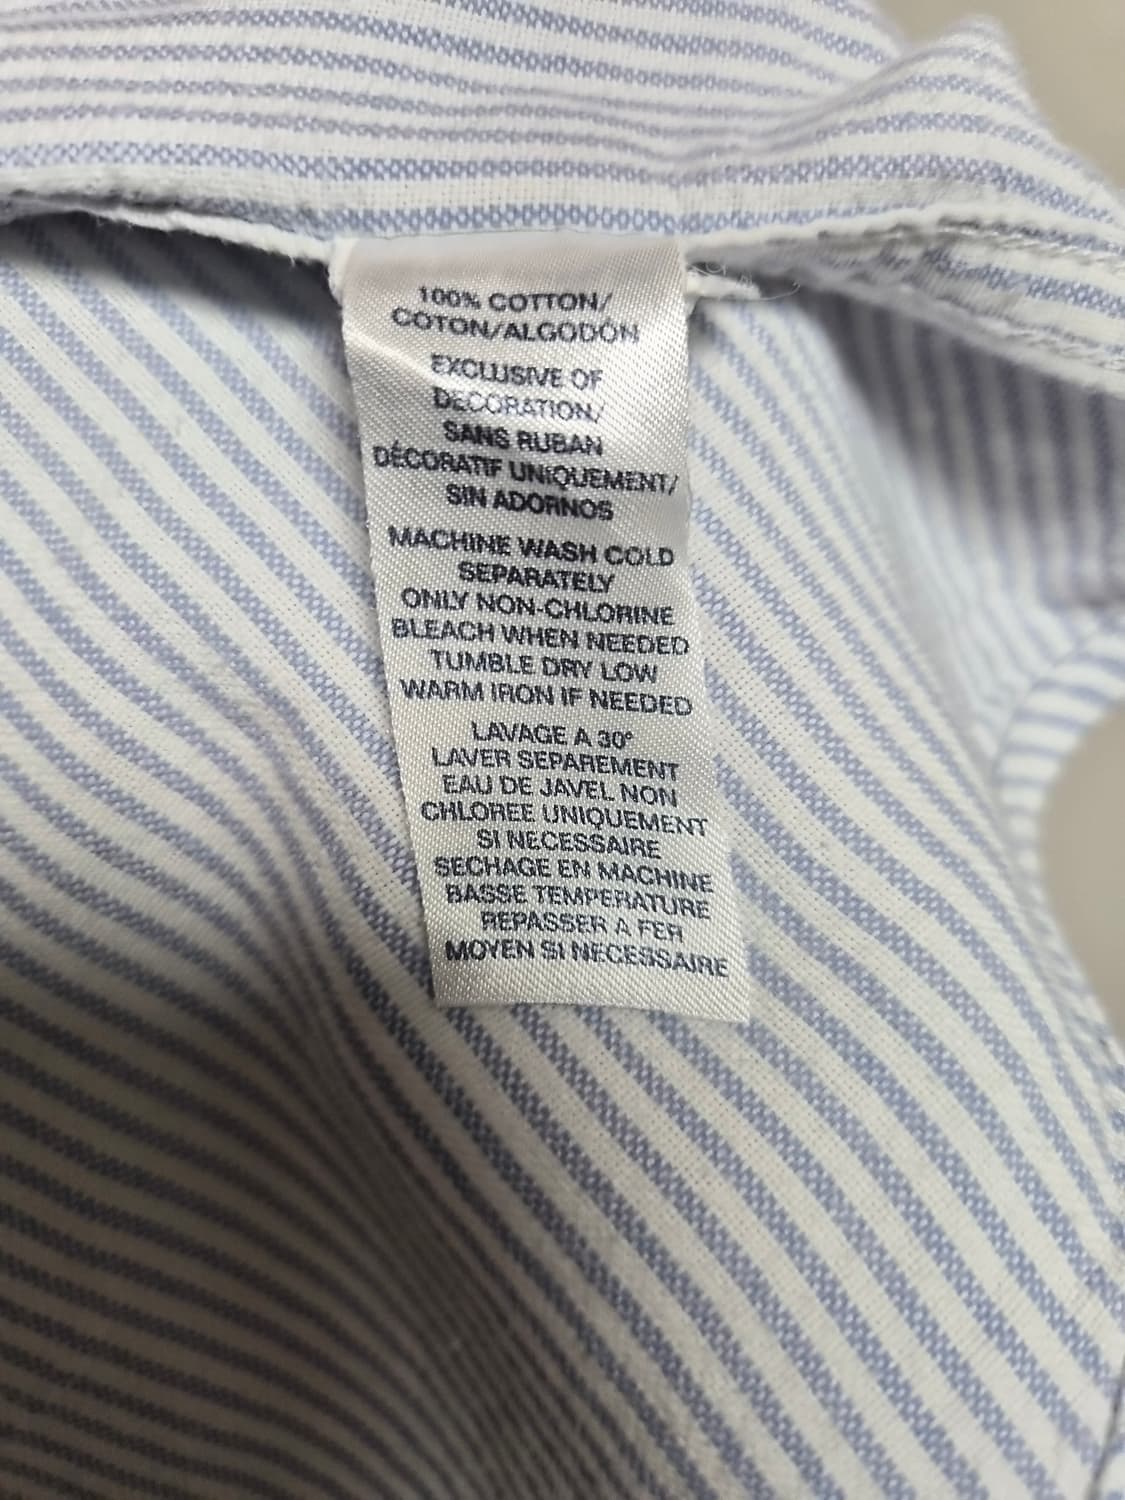 100% COTTON/
COTON/ALGODÓN
EXCLUSIVE OF
DECORATION/
SANS RUBAN
DÉCORATIF UNIQUEMENT/
SIN ADORNOS
MACHINE WASH COLD
SEPARATELY
ONLY NON-CHLORINE
BLEACH WHEN NEEDED
TUMBLE DRY LOW
WARM IRON IF NEEDED
LAVAGE A 30°
LAVER SEPAREMENT
EAU DE JAVEL NON
CHLOREE UNIQUEMENT
SI NECESSAIRE
SECHAGE EN MACHINE
BASSE TEMPERATURE
REPASSER A FER
MOYEN SI NECESSAIRE